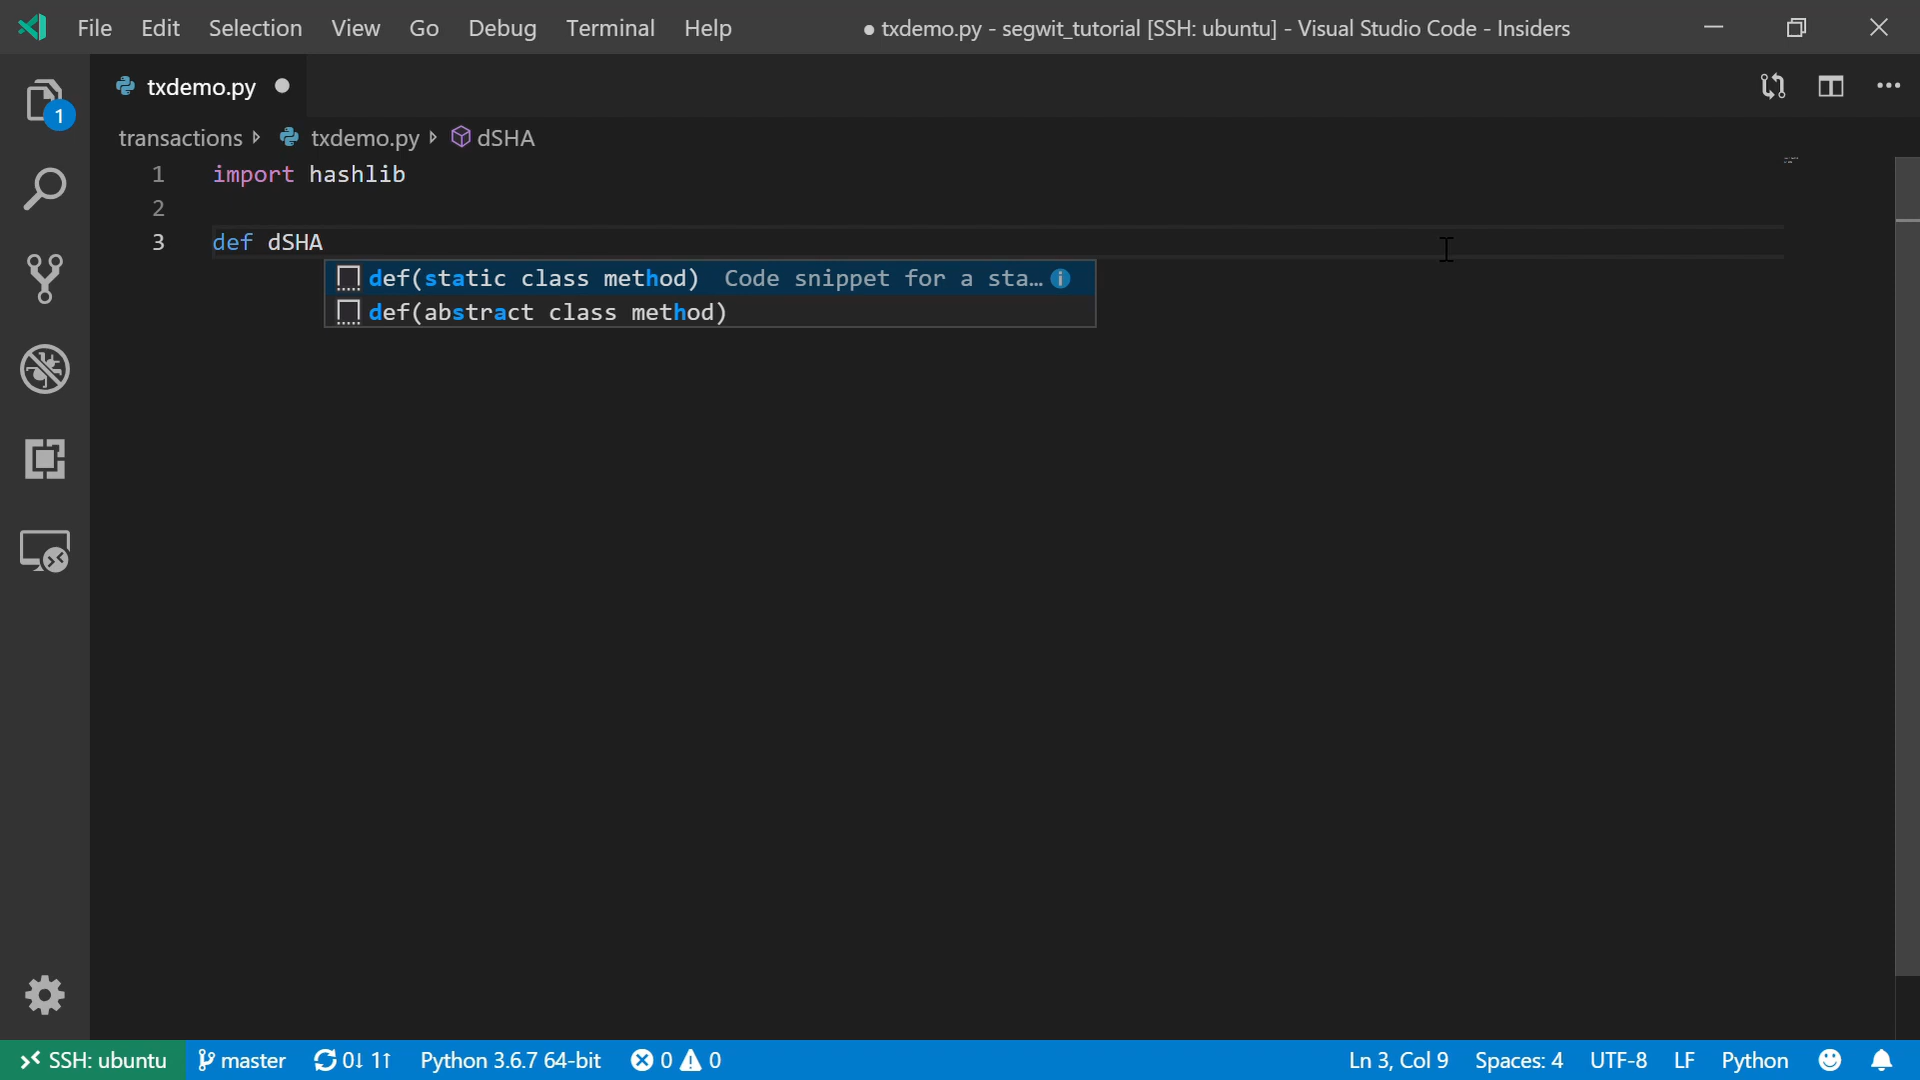 File Edit Selection View Go Debug Terminal Help ● txdemo.py - segwit_tutorial [SSH: ubuntu] - Visual Studio Code - Insiders
txdemo.py
1
transactions txdemo.py dSHA
1 import hashlib
2
3 def dSHA
def(static class method) Code snippet for a sta...
def(abstract class method)
SSH: ubuntu master 0↓ 1↑ Python 3.6.7 64-bit 0 0 Ln 3, Col 9 Spaces: 4 UTF-8 LF Python